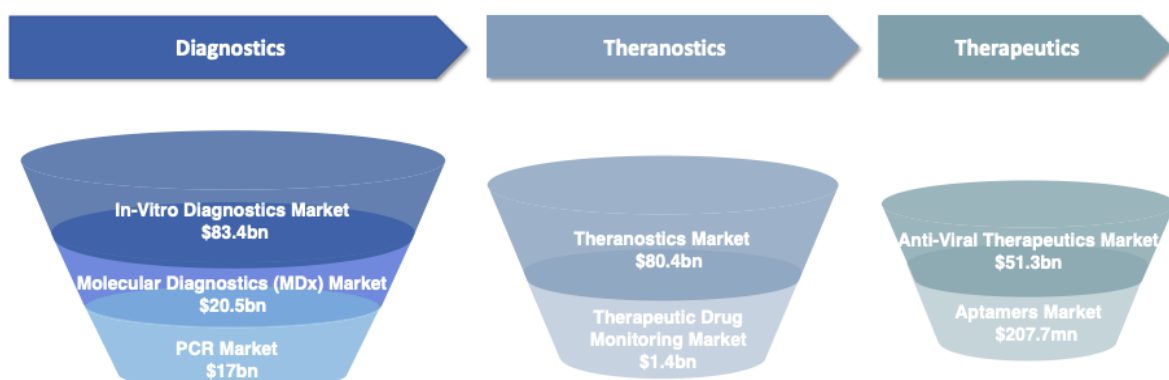 Diagnostics
Theranostics
Therapeutics
In-Vitro Diagnostics Market
$83.4bn
Molecular Diagnostics (MDx) Market
$20.5bn
PCR Market
$17bn
Theranostics Market
$80.4bn
Therapeutic Drug
Monitoring Market
$1.4bn
Anti-Viral Therapeutics Market
$51.3bn
Aptamers Market
$207.7mn